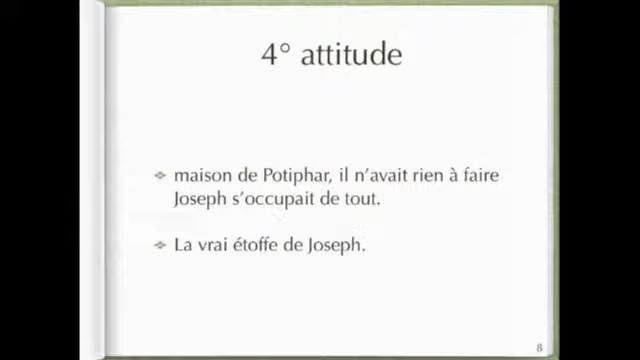 4° attitude
maison de Potiphar, il n’avait rien à faire
Joseph s’occupait de tout.
La vrai étoffe de Joseph.
8